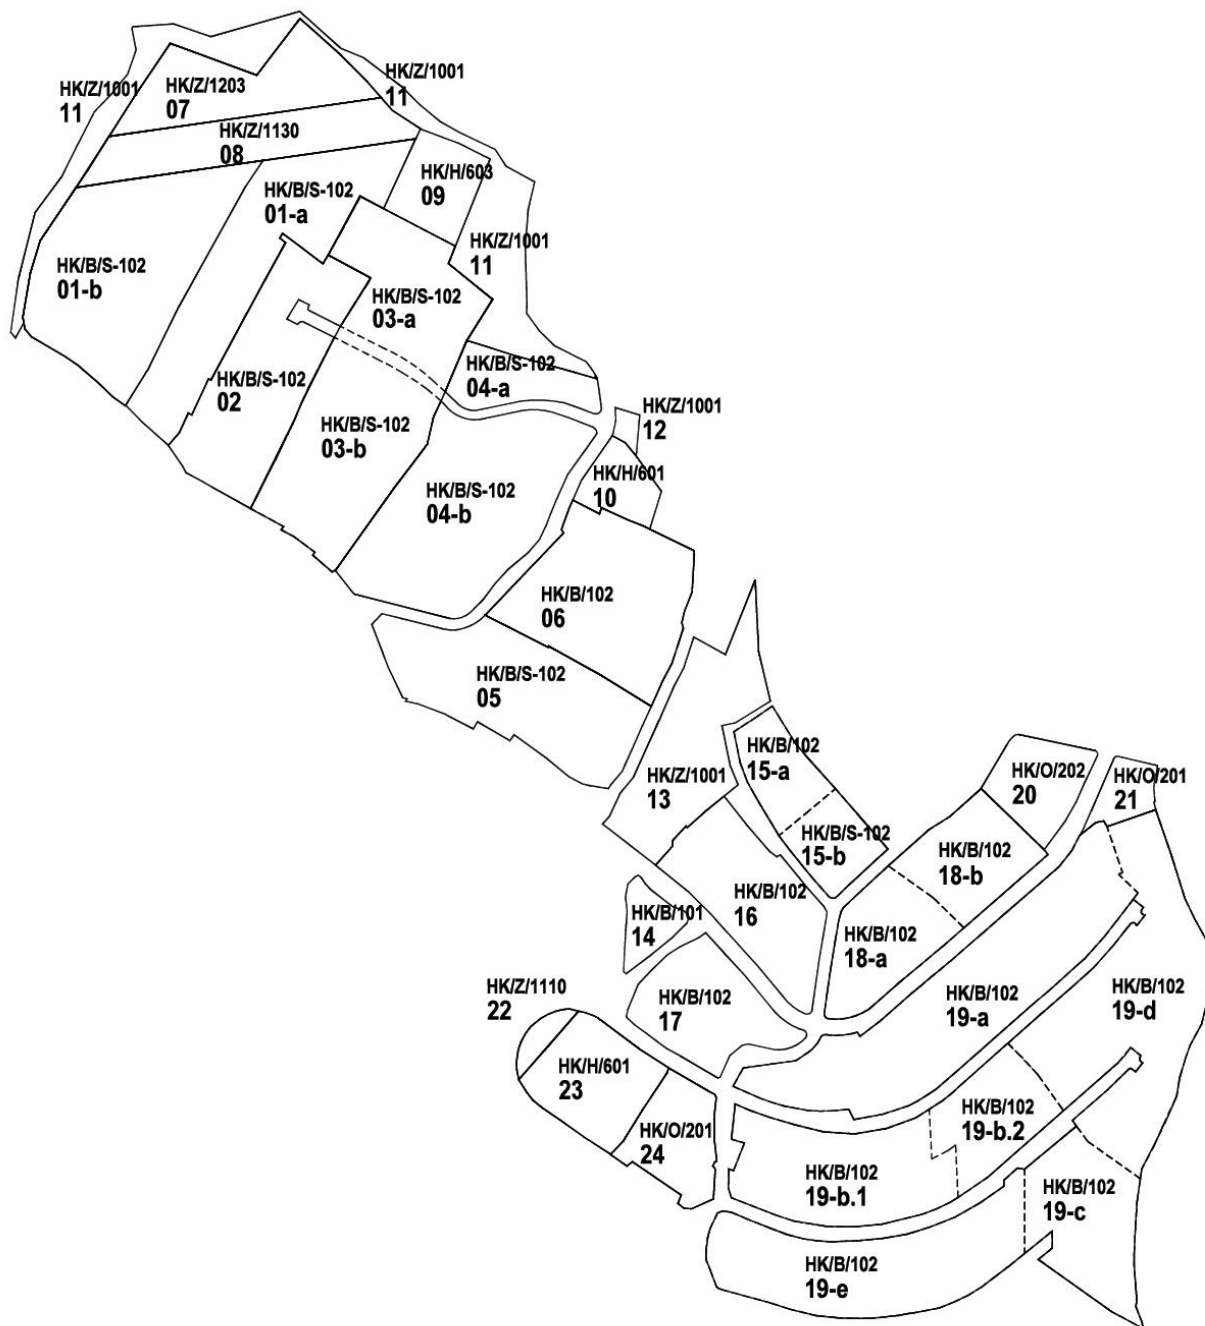 HK/Z/1001
11
HK/Z/1203
07
HK/Z/1001
11
HK/Z/1130
08
HK/H/603
09
HK/B/S-102
01-a
HK/Z/1001
11
HK/B/S-102
01-b
HK/B/S-102
03-a
HK/B/S-102
04-a
HK/B/S-102
02
HK/Z/1001
12
HK/B/S-102
03-b
HK/H/601
10
HK/B/S-102
04-b
HK/B/102
06
HK/B/S-102
05
HK/B/102
15-a
HK/Z/1001
13
HK/O/202
20
HK/O/201
21
HK/B/S-102
15-b
HK/B/102
18-b
HK/B/102
16
HK/B/101
14
HK/B/102
18-a
HK/Z/1110
22
HK/B/102
17
HK/B/102
19-a
HK/B/102
19-d
HK/H/601
23
HK/B/102
19-b.2
HK/O/201
24
HK/B/102
19-b.1
HK/B/102
19-c
HK/B/102
19-e